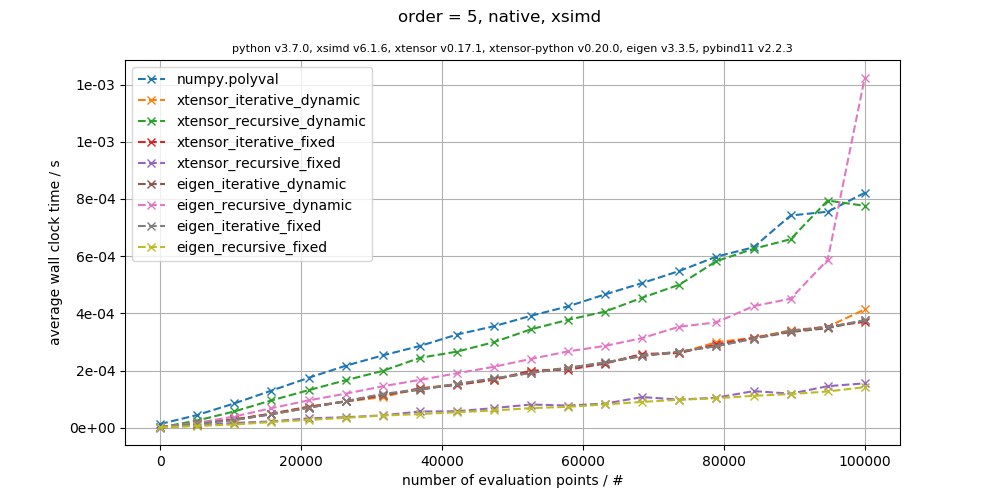 order = 5, native, xsimd
python v3.7.0, xsimd v6.1.6, xtensor v0.17.1, xtensor-python v0.20.0, eigen v3.3.5, pybind11 v2.2.3
numpy.polyval
xtensor_iterative_dynamic
xtensor_recursive_dynamic
xtensor_iterative_fixed
xtensor_recursive_fixed
eigen_iterative_dynamic
eigen_recursive_dynamic
eigen_iterative_fixed
eigen_recursive_fixed
average wall clock time / s
1e-03
1e-03
8e-04
6e-04
4e-04
2e-04
0e+00
0 20000 40000 60000 80000 100000
number of evaluation points / #